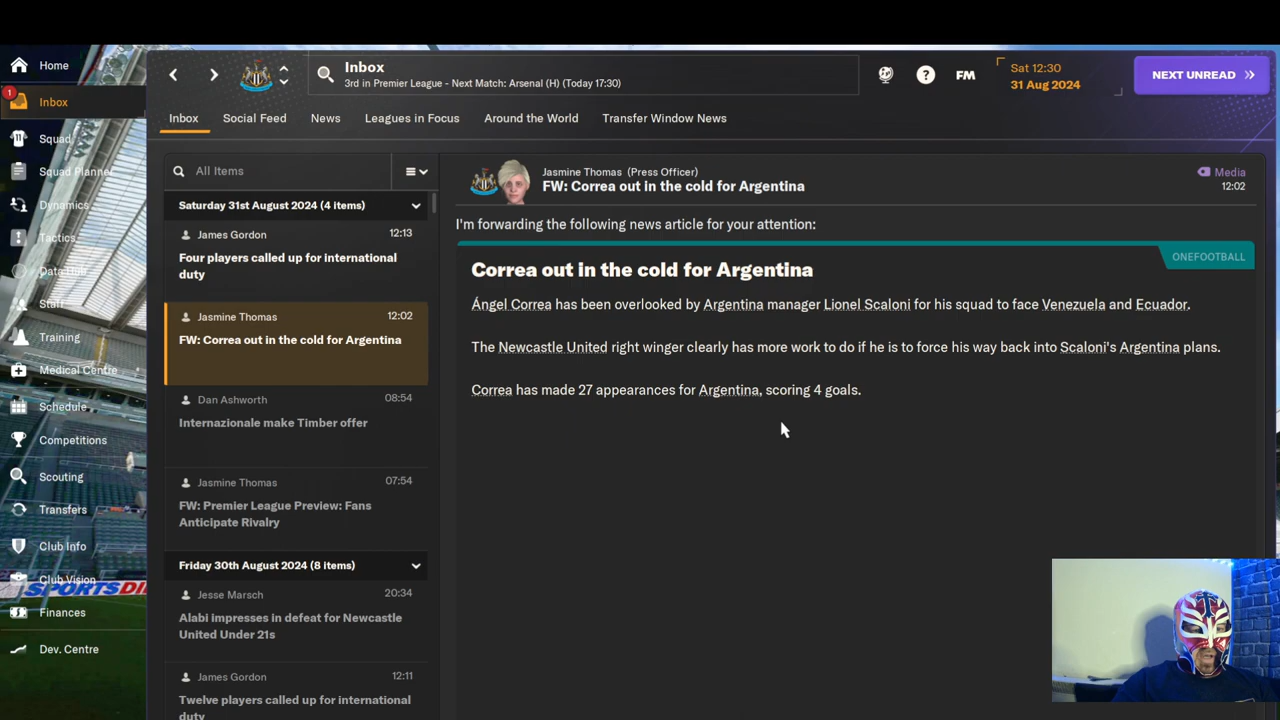 Home
Inbox
3rd in Premier League - Next Match: Arsenal (H) (Today 17:30)
FM
Sat 12:30
31 Aug 2024
NEXT UNREAD
1
Inbox
Squad
Squad Planner
Dynamics
Tactics
Data Hub
Staff
Training
Medical Centre
Schedule
Competitions
Scouting
Transfers
Club Info
Club Vision
Finances
Dev. Centre
SPORTS DI
Inbox
Social Feed
News
Leagues in Focus
Around the World
Transfer Window News
All Items
Saturday 31st August 2024 (4 items)
James Gordon 12:13
Four players called up for international
duty
Jasmine Thomas 12:02
FW: Correa out in the cold for Argentina
Dan Ashworth 08:54
Internazionale make Timber offer
Jasmine Thomas 07:54
FW: Premier League Preview: Fans
Anticipate Rivalry
Friday 30th August 2024 (8 items)
Jesse Marsch 20:34
Alabi impresses in defeat for Newcastle
United Under 21s
James Gordon 12:11
Twelve players called up for international
duty
Jasmine Thomas (Press Officer)
FW: Correa out in the cold for Argentina
Media
12:02
I'm forwarding the following news article for your attention:
ONEFOOTBALL
Correa out in the cold for Argentina
Ángel Correa has been overlooked by Argentina manager Lionel Scaloni for his squad to face Venezuela and Ecuador.
The Newcastle United right winger clearly has more work to do if he is to force his way back into Scaloni's Argentina plans.
Correa has made 27 appearances for Argentina, scoring 4 goals.